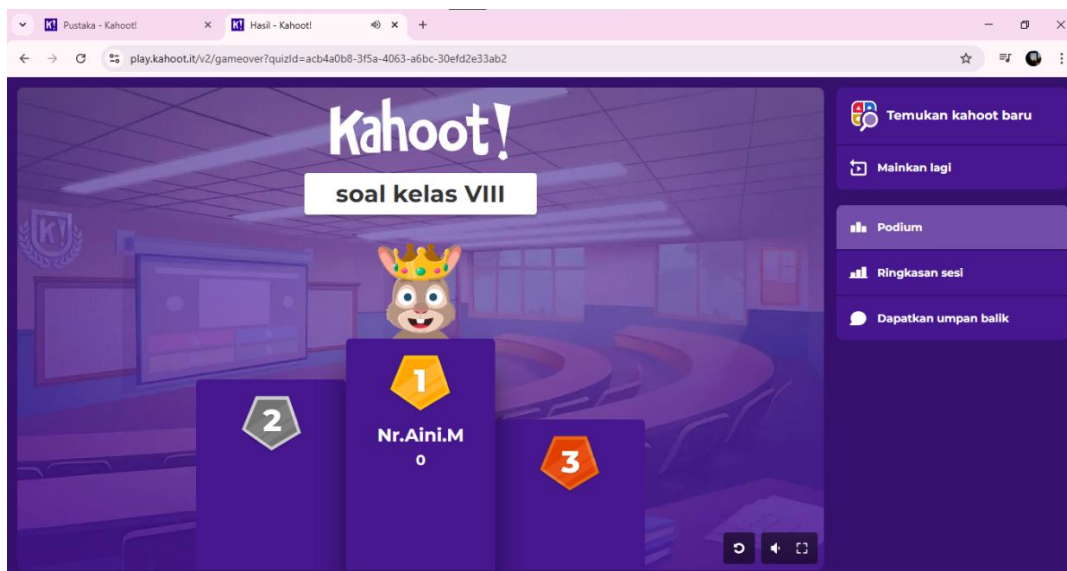 Pustaka - Kahoot!
Hasil - Kahoot!
play.kahoot.it/v2/gameover?quizId=acb4a0b8-3f5a-4063-a6bc-30efd2e33ab2
Kahoot!
soal kelas VIII
K!
1
Nr.Aini.M
0
2
3
Temukan kahoot baru
Mainkan lagi
Podium
Ringkasan sesi
Dapatkan umpan balik